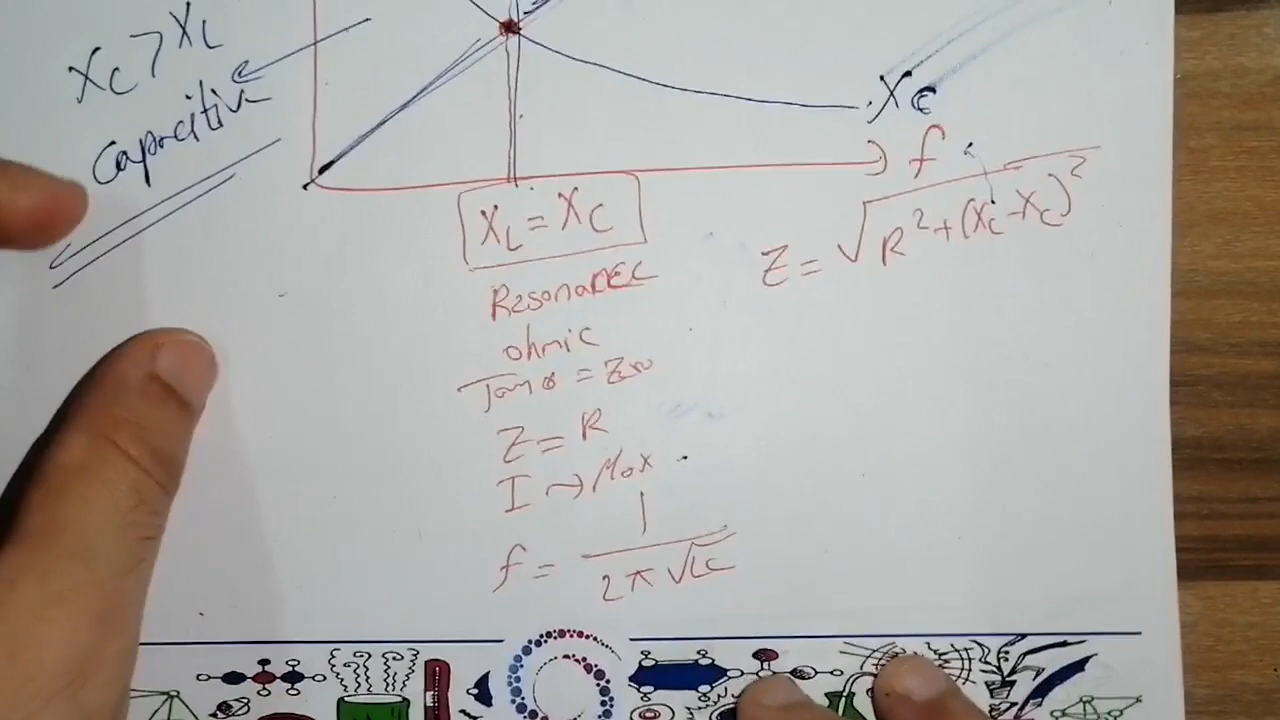 XC > XL
Capacitive
XC
f
XL = XC
Z = √R² + (XL - XC)²
Resonance
ohmic
Tan θ = Zero
Z = R
I → Max
f = 1 / 2π√LC